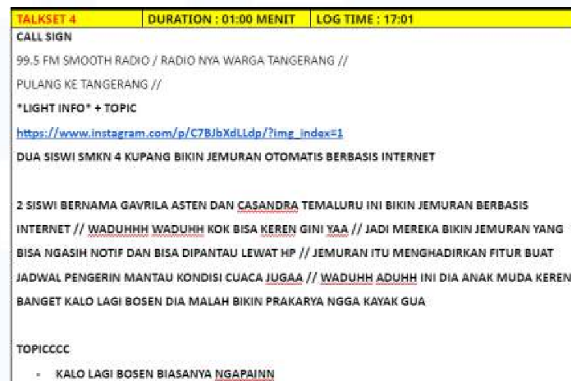 TALKSET 4 DURATION : 01:00 MENIT LOG TIME : 17:01
CALL SIGN
99.5 FM SMOOTH RADIO / RADIO NYA WARGA TANGERANG //
PULANG KE TANGERANG //
*LIGHT INFO* + TOPIC
https://www.instagram.com/p/C7BJbXdLLdp/?img_index=1
DUA SISWI SMKN 4 KUPANG BIKIN JEMURAN OTOMATIS BERBASIS INTERNET
2 SISWI BERNAMA GAVRILA ASTEN DAN CASANDRA TEMALURU INI BIKIN JEMURAN BERBASIS
INTERNET // WADUHHH WADUHH KOK BISA KEREN GINI YAA // JADI MEREKA BIKIN JEMURAN YANG
BISA NGASIH NOTIF DAN BISA DIPANTAU LEWAT HP // JEMURAN ITU MENGHADIRKAN FITUR BUAT
JADWAL PENGERIN MANTAU KONDISI CUACA JUGAA // WADUHH ADUHH INI DIA ANAK MUDA KEREN
BANGET KALO LAGI BOSEN DIA MALAH BIKIN PRAKARYA NGGA KAYAK GUA
TOPICCCC
- KALO LAGI BOSEN BIASANYA NGAPAINN